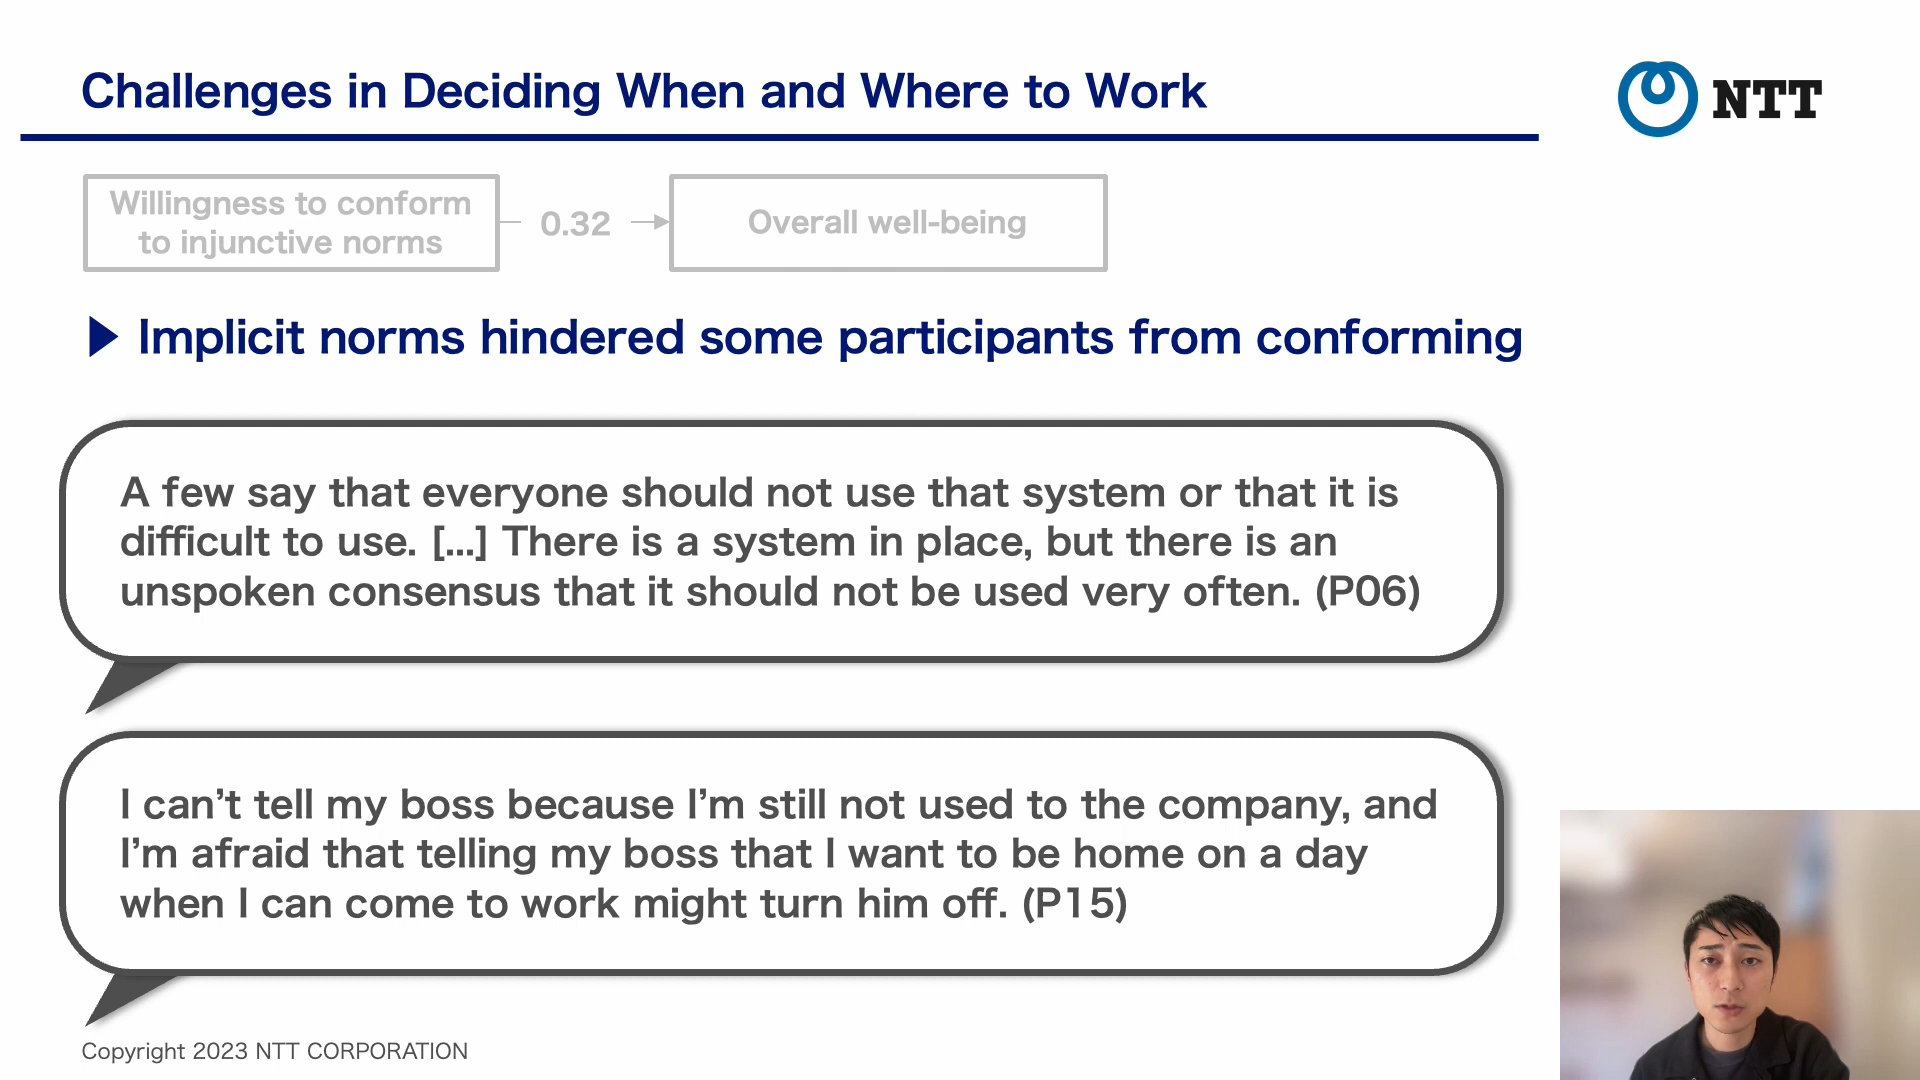 Challenges in Deciding When and Where to Work
NTT
Willingness to conform
to injunctive norms
0.32
Overall well-being
Implicit norms hindered some participants from conforming
A few say that everyone should not use that system or that it is
difficult to use. [...] There is a system in place, but there is an
unspoken consensus that it should not be used very often. (P06)
I can’t tell my boss because I’m still not used to the company, and
I’m afraid that telling my boss that I want to be home on a day
when I can come to work might turn him off. (P15)
Copyright 2023 NTT CORPORATION